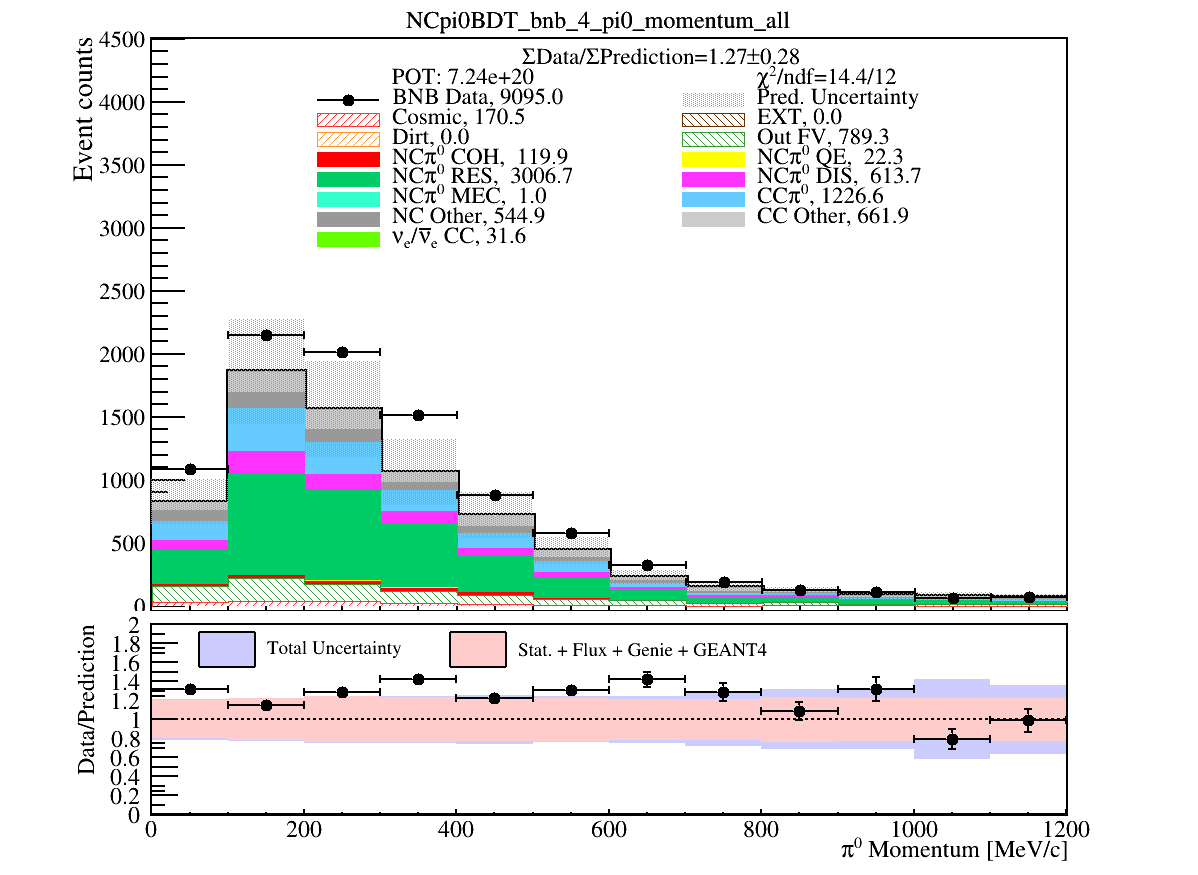 NCpi0BDT_bnb_4_pi0_momentum_all
ΣData/ΣPrediction=1.27±0.28
POT: 7.24e+20 χ²/ndf=14.4/12
BNB Data, 9095.0 Pred. Uncertainty
Cosmic, 170.5 EXT, 0.0
Dirt, 0.0 Out FV, 789.3
NCπ⁰ COH, 119.9 NCπ⁰ QE, 22.3
NCπ⁰ RES, 3006.7 NCπ⁰ DIS, 613.7
NCπ⁰ MEC, 1.0 CCπ⁰, 1226.6
NC Other, 544.9 CC Other, 661.9
νₑ/ν̅ₑ CC, 31.6
Event counts
4500
4000
3500
3000
2500
2000
1500
1000
500
0
Total Uncertainty Stat. + Flux + Genie + GEANT4
Data/Prediction
2
1.8
1.6
1.4
1.2
1
0.8
0.6
0.4
0.2
0
0 200 400 600 800 1000 1200
π⁰ Momentum [MeV/c]